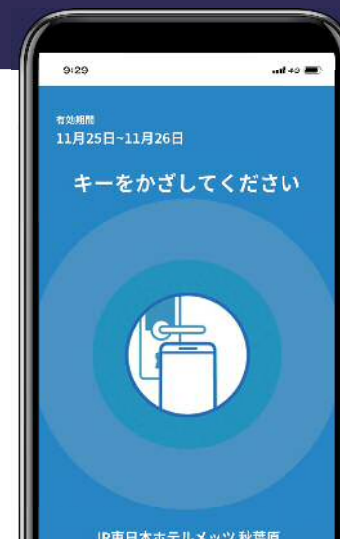 9:29
4G
有効期間
11月25日~11月26日
キーをかざしてください
JR東日本ホテルメッツ 秋葉原